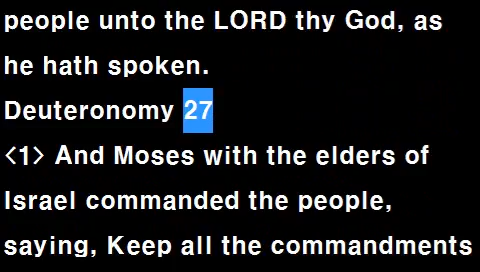 people unto the LORD thy God, as
he hath spoken.
Deuteronomy 27
<1> And Moses with the elders of
Israel commanded the people,
saying, Keep all the commandments